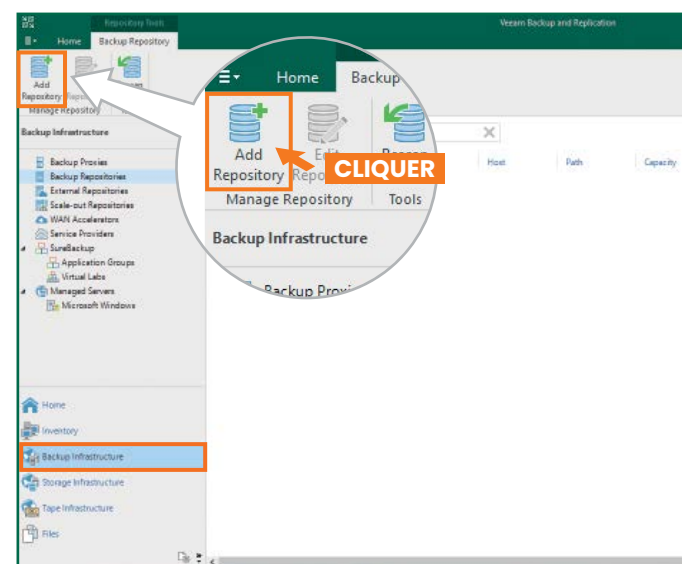 Repository Tools
Veeam Backup and Replication
Home Backup Repository
Add
Repository
Manage Repository
Home Backup
Add Edit Rescan
Repository Repo
CLIQUER
Manage Repository Tools
Backup Infrastructure
Backup Proxi
Host Path Capacity
Backup Infrastructure
Backup Proxies
Backup Repositories
External Repositories
Scale-out Repositories
WAN Accelerators
Service Providers
SureBackup
Application Groups
Virtual Labs
Managed Servers
Microsoft Windows
Home
Inventory
Backup Infrastructure
Storage Infrastructure
Tape Infrastructure
Files